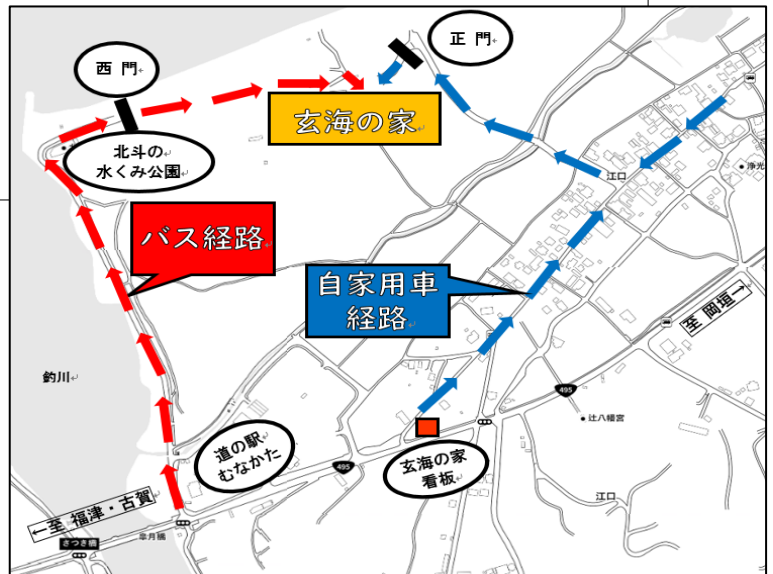 正 門
西 門
玄海の家
北斗の
水くみ公園
江口
浄光
バス経路
自家用車
経路
至 岡垣
釣川
495
辻八幡宮
道の駅
むなかた
495
玄海の家
看板
江口
至 福津・古賀
さつき橋
皐月橋